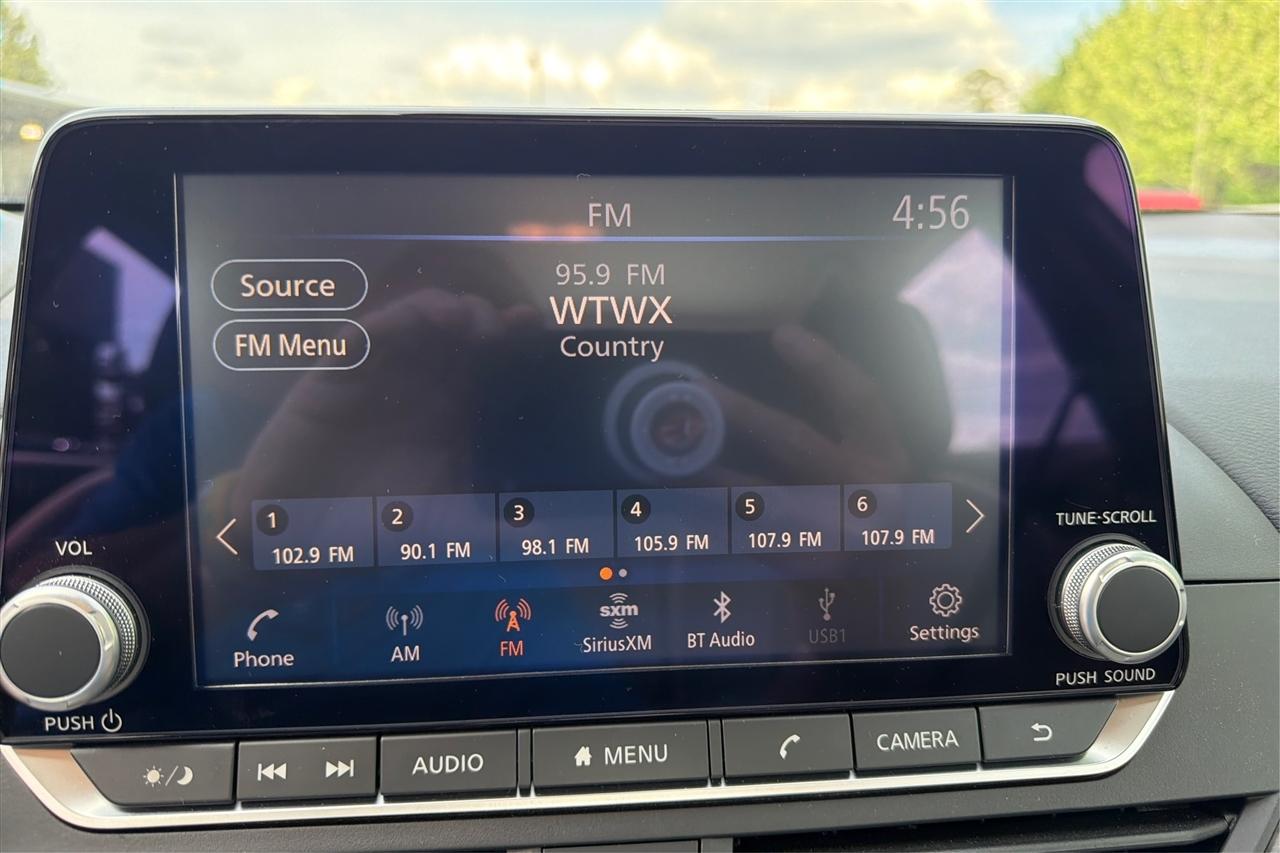 FM
4:56
Source
95.9 FM
WTWX
FM Menu
Country
1
2
3
4
5
6
102.9 FM
90.1 FM
98.1 FM
105.9 FM
107.9 FM
107.9 FM
VOL
TUNE·SCROLL
Phone
AM
FM
sxm
SiriusXM
BT Audio
USB1
Settings
PUSH
PUSH SOUND
AUDIO
MENU
CAMERA